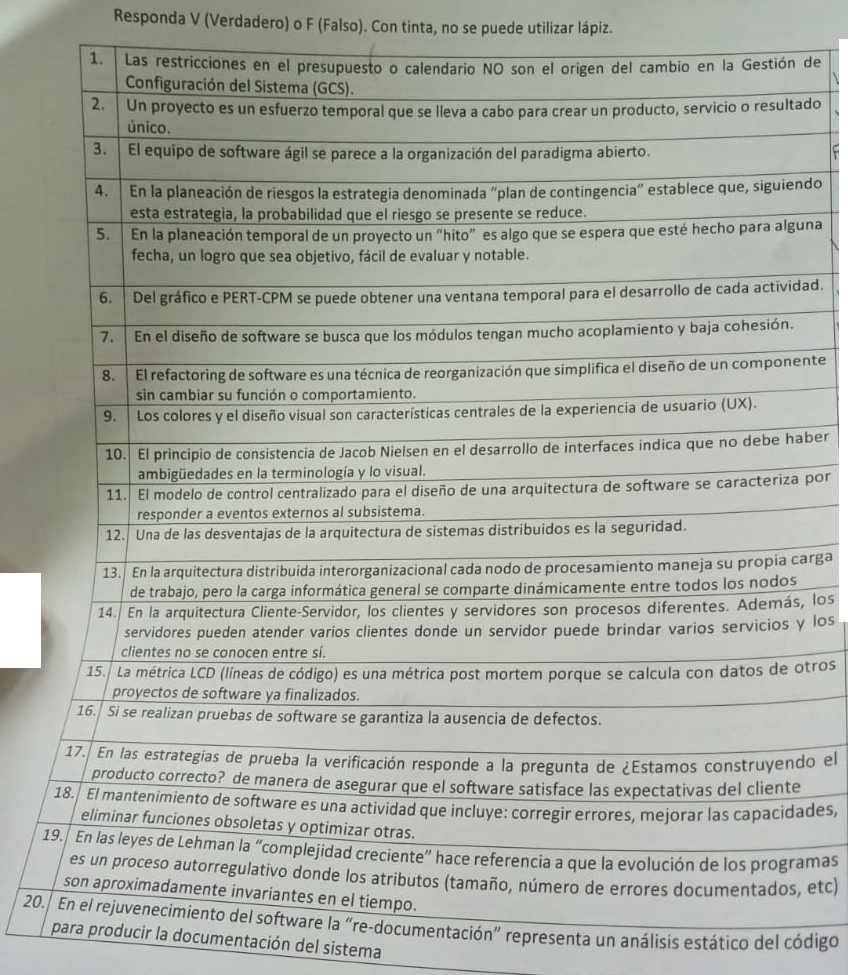 Responda V (Verdadero) o F (Falso). Con tinta, no se puede utilizar lápiz.
1. Las restricciones en el presupuesto o calendario NO son el origen del cambio en la Gestión de
Configuración del Sistema (GCS).
2. Un proyecto es un esfuerzo temporal que se lleva a cabo para crear un producto, servicio o resultado
único.
3. El equipo de software ágil se parece a la organización del paradigma abierto.
4. En la planeación de riesgos la estrategia denominada "plan de contingencia" establece que, siguiendo
esta estrategia, la probabilidad que el riesgo se presente se reduce.
5. En la planeación temporal de un proyecto un "hito" es algo que se espera que esté hecho para alguna
fecha, un logro que sea objetivo, fácil de evaluar y notable.
6. Del gráfico e PERT-CPM se puede obtener una ventana temporal para el desarrollo de cada actividad.
7. En el diseño de software se busca que los módulos tengan mucho acoplamiento y baja cohesión.
8. El refactoring de software es una técnica de reorganización que simplifica el diseño de un componente
sin cambiar su función o comportamiento.
9. Los colores y el diseño visual son características centrales de la experiencia de usuario (UX).
10. El principio de consistencia de Jacob Nielsen en el desarrollo de interfaces indica que no debe haber
ambigüedades en la terminología y lo visual.
11. El modelo de control centralizado para el diseño de una arquitectura de software se caracteriza por
responder a eventos externos al subsistema.
12. Una de las desventajas de la arquitectura de sistemas distribuidos es la seguridad.
13. En la arquitectura distribuida interorganizacional cada nodo de procesamiento maneja su propia carga
de trabajo, pero la carga informática general se comparte dinámicamente entre todos los nodos
14. En la arquitectura Cliente-Servidor, los clientes y servidores son procesos diferentes. Además, los
servidores pueden atender varios clientes donde un servidor puede brindar varios servicios y los
clientes no se conocen entre sí.
15. La métrica LCD (líneas de código) es una métrica post mortem porque se calcula con datos de otros
proyectos de software ya finalizados.
16. Si se realizan pruebas de software se garantiza la ausencia de defectos.
17. En las estrategias de prueba la verificación responde a la pregunta de ¿Estamos construyendo el
producto correcto? de manera de asegurar que el software satisface las expectativas del cliente
18. El mantenimiento de software es una actividad que incluye: corregir errores, mejorar las capacidades,
eliminar funciones obsoletas y optimizar otras.
19. En las leyes de Lehman la "complejidad creciente" hace referencia a que la evolución de los programas
es un proceso autorregulativo donde los atributos (tamaño, número de errores documentados, etc)
son aproximadamente invariantes en el tiempo.
20. En el rejuvenecimiento del software la "re-documentación" representa un análisis estático del código
para producir la documentación del sistema